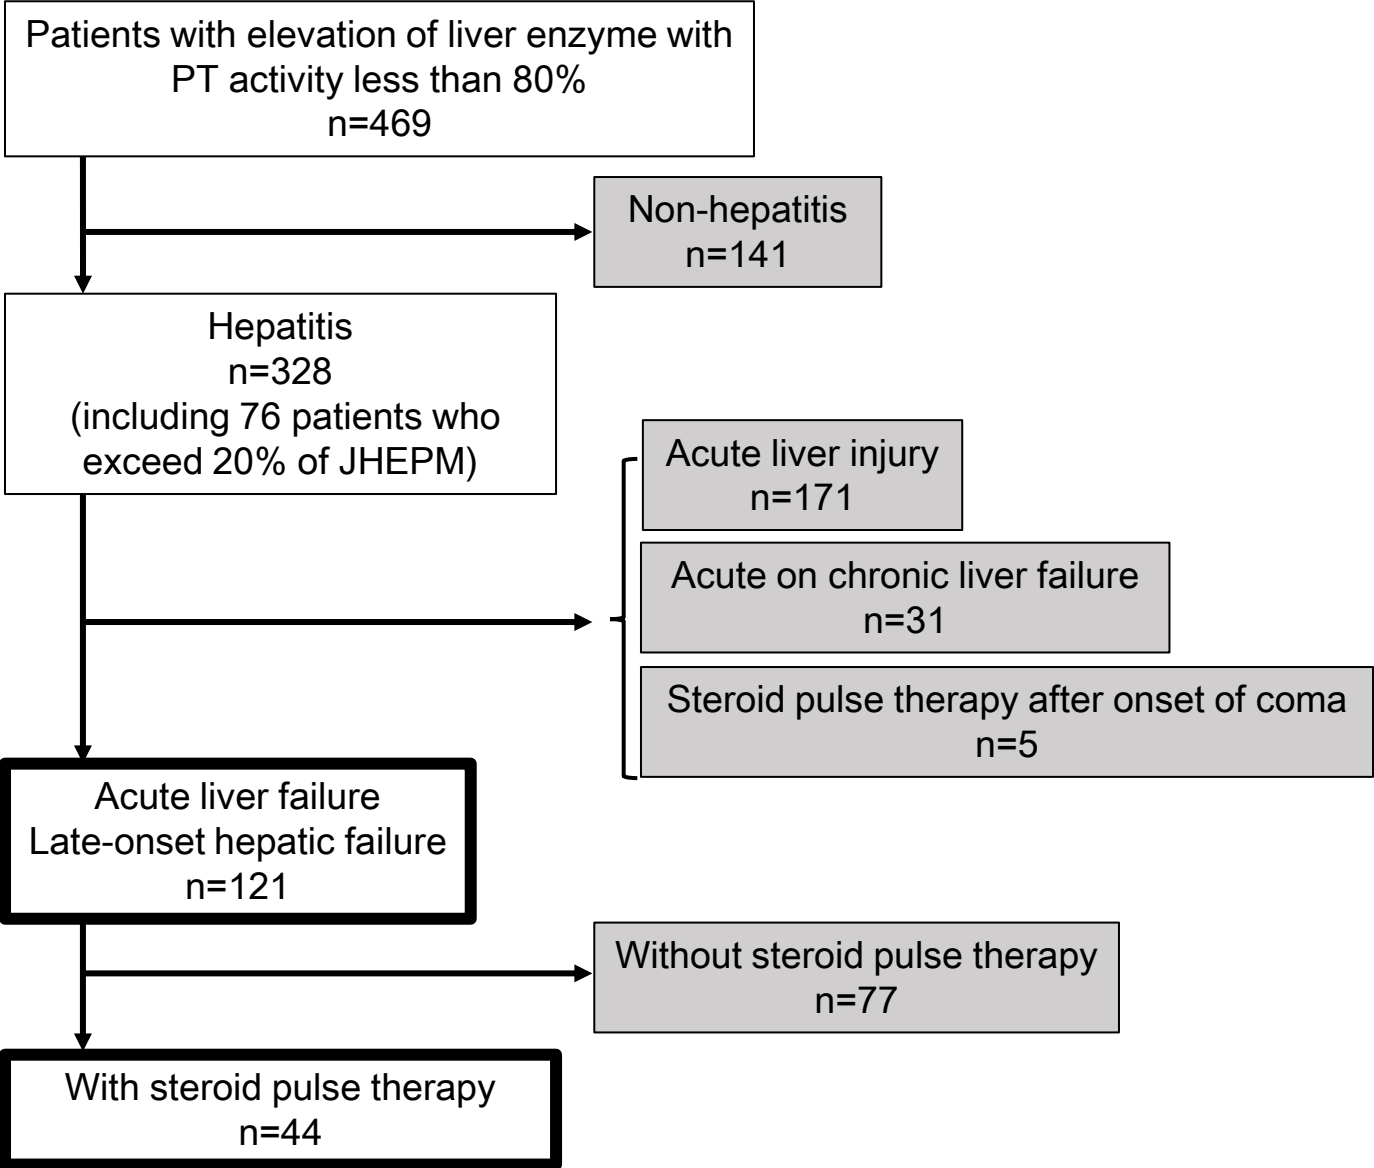 Patients with elevation of liver enzyme with
PT activity less than 80%
n=469
Non-hepatitis
n=141
Hepatitis
n=328
(including 76 patients who
exceed 20% of JHEPM)
Acute liver injury
n=171
Acute on chronic liver failure
n=31
Steroid pulse therapy after onset of coma
n=5
Acute liver failure
Late-onset hepatic failure
n=121
Without steroid pulse therapy
n=77
With steroid pulse therapy
n=44